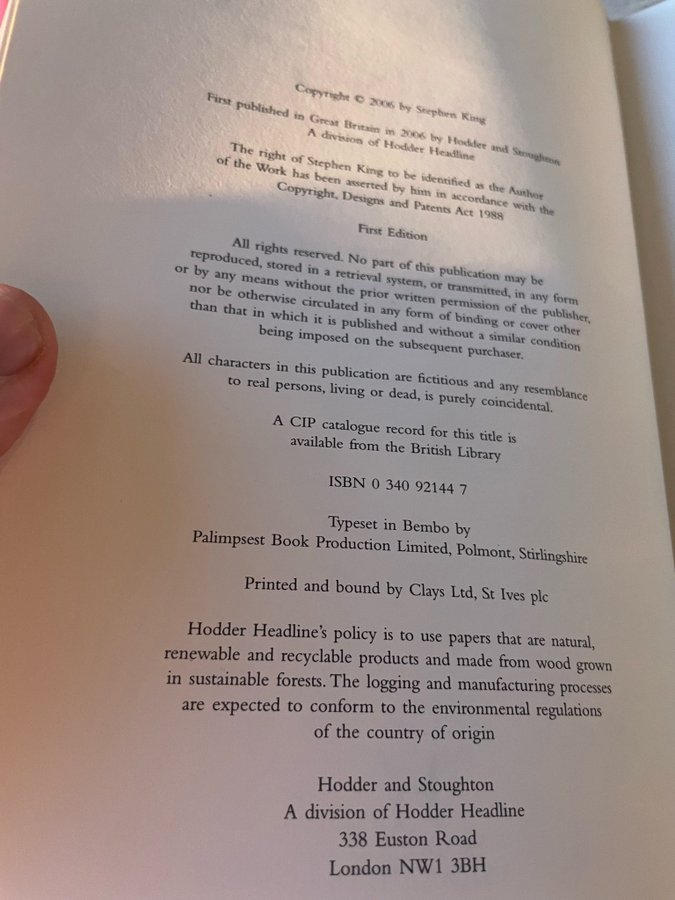 Copyright © 2006 by Stephen King
First published in Great Britain in 2006 by Hodder and Stoughton
A division of Hodder Headline
The right of Stephen King to be identified as the Author
of the Work has been asserted by him in accordance with the
Copyright, Designs and Patents Act 1988
First Edition
All rights reserved. No part of this publication may be
reproduced, stored in a retrieval system, or transmitted, in any form
or by any means without the prior written permission of the publisher,
nor be otherwise circulated in any form of binding or cover other
than that in which it is published and without a similar condition
being imposed on the subsequent purchaser.
All characters in this publication are fictitious and any resemblance
to real persons, living or dead, is purely coincidental.
A CIP catalogue record for this title is
available from the British Library
ISBN 0 340 92144 7
Typeset in Bembo by
Palimpsest Book Production Limited, Polmont, Stirlingshire
Printed and bound by Clays Ltd, St Ives plc
Hodder Headline's policy is to use papers that are natural,
renewable and recyclable products and made from wood grown
in sustainable forests. The logging and manufacturing processes
are expected to conform to the environmental regulations
of the country of origin
Hodder and Stoughton
A division of Hodder Headline
338 Euston Road
London NW1 3BH